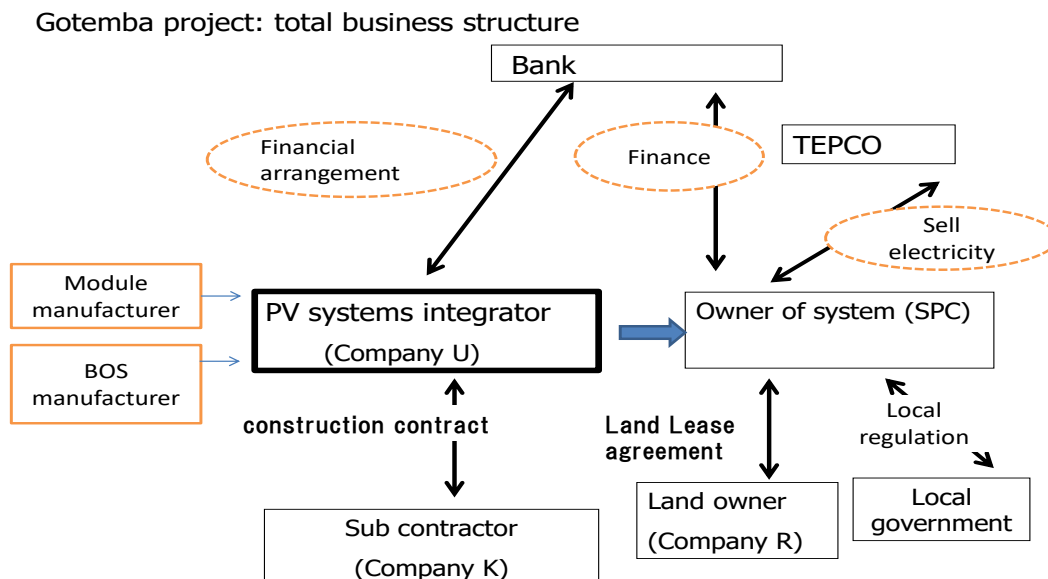 Gotemba project: total business structure
Bank
Financial
arrangement
Finance
TEPCO
Sell
electricity
Module
manufacturer
PV systems integrator
(Company U)
Owner of system (SPC)
BOS
manufacturer
construction contract
Land Lease
agreement
Local
regulation
Sub contractor
(Company K)
Land owner
(Company R)
Local
government